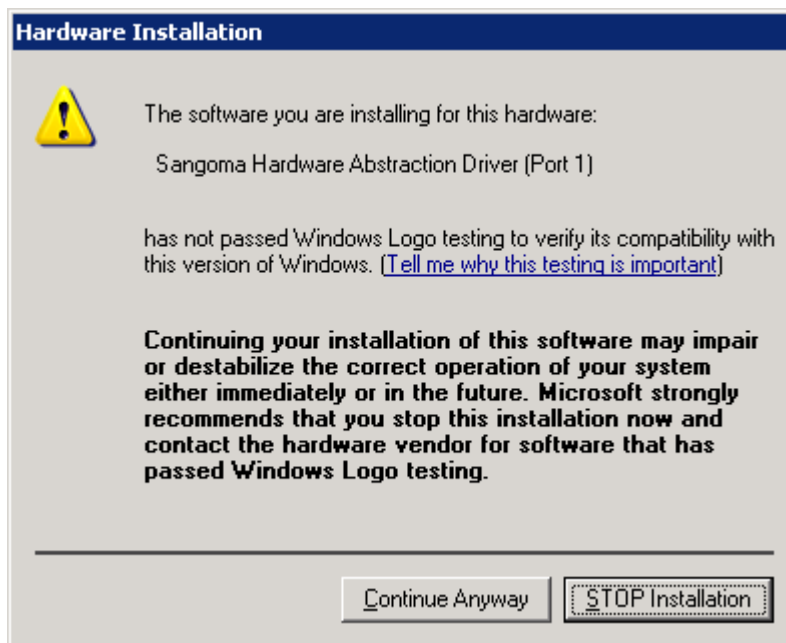 Hardware Installation
The software you are installing for this hardware:
Sangoma Hardware Abstraction Driver (Port 1)
has not passed Windows Logo testing to verify its compatibility with
this version of Windows. (Tell me why this testing is important)
Continuing your installation of this software may impair
or destabilize the correct operation of your system
either immediately or in the future. Microsoft strongly
recommends that you stop this installation now and
contact the hardware vendor for software that has
passed Windows Logo testing.
Continue Anyway
STOP Installation